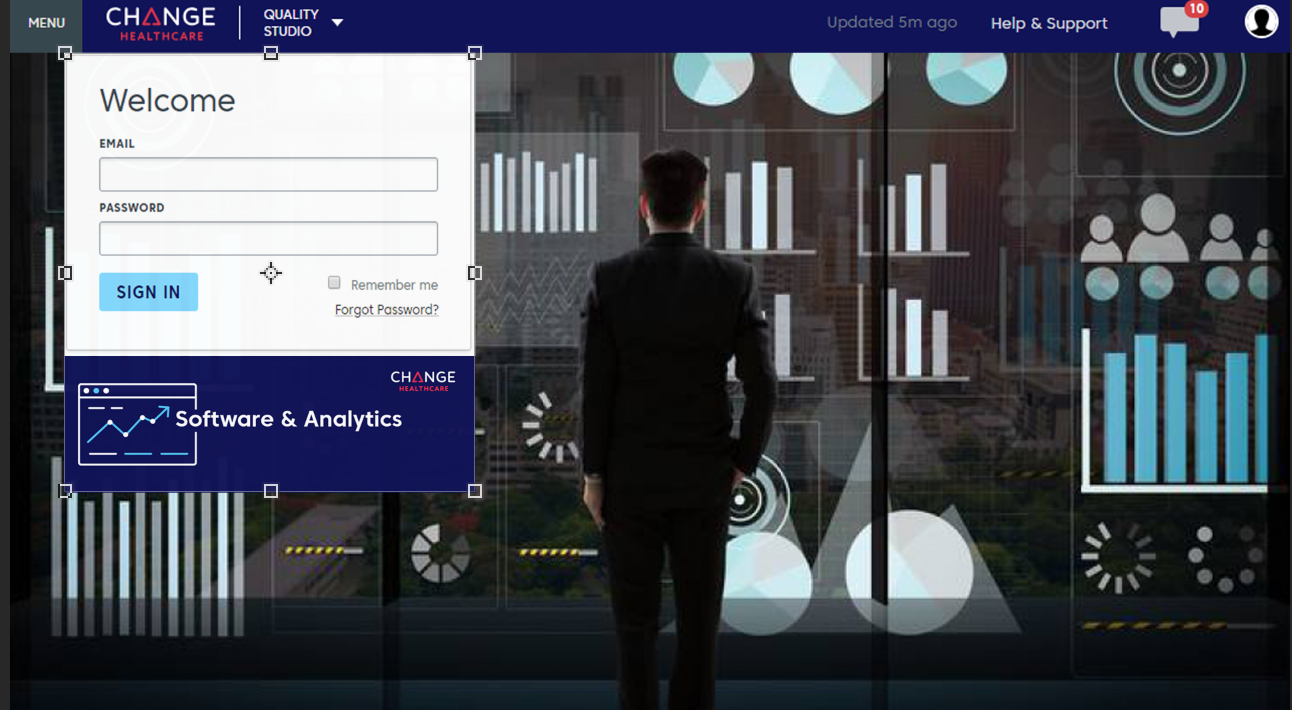 MENU
CHANGE
HEALTHCARE
QUALITY
STUDIO
Updated 5m ago
Help & Support
10
Welcome
EMAIL
PASSWORD
SIGN IN
Remember me
Forgot Password?
CHANGE
HEALTHCARE
Software & Analytics